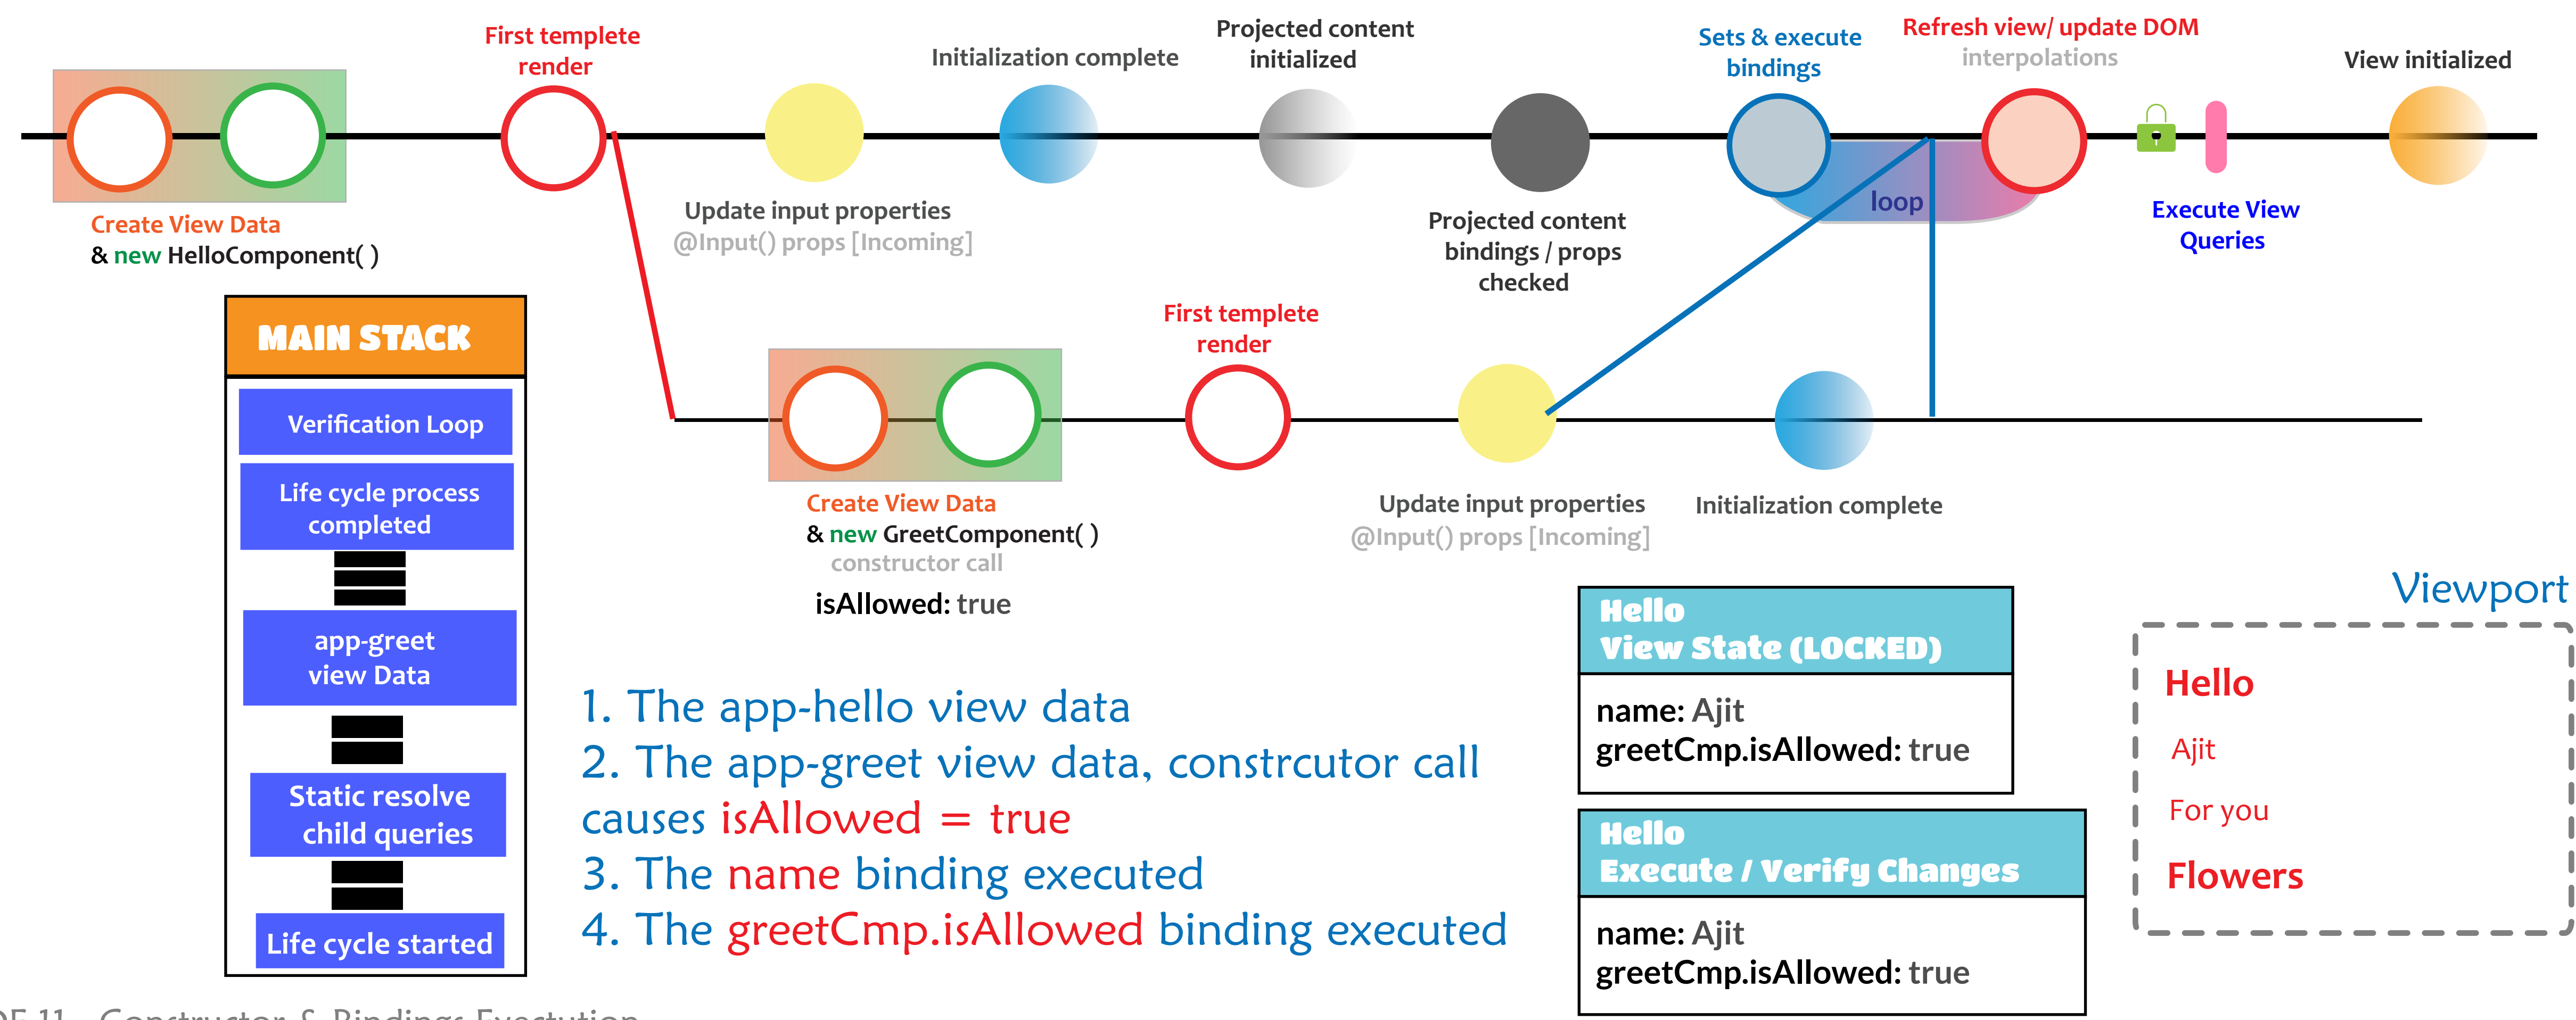 First templete
render
Initialization complete
Projected content
initialized
Sets & execute
bindings
Refresh view/ update DOM
interpolations
View initialized
Create View Data
& new HelloComponent( )
Update input properties
@Input() props [Incoming]
Projected content
bindings / props
checked
loop
Execute View
Queries
MAIN STACK
Verification Loop
Life cycle process
completed
app-greet
view Data
Static resolve
child queries
Life cycle started
First templete
render
Create View Data
& new GreetComponent( )
constructor call
isAllowed: true
Update input properties
@Input() props [Incoming]
Initialization complete
1. The app-hello view data
2. The app-greet view data, constrcutor call
causes isAllowed = true
3. The name binding executed
4. The greetCmp.isAllowed binding executed
Hello
View State (LOCKED)
name: Ajit
greetCmp.isAllowed: true
Hello
Execute / Verify Changes
name: Ajit
greetCmp.isAllowed: true
Viewport
Hello
Ajit
For you
Flowers
11 Constructor & Bindings Exectution